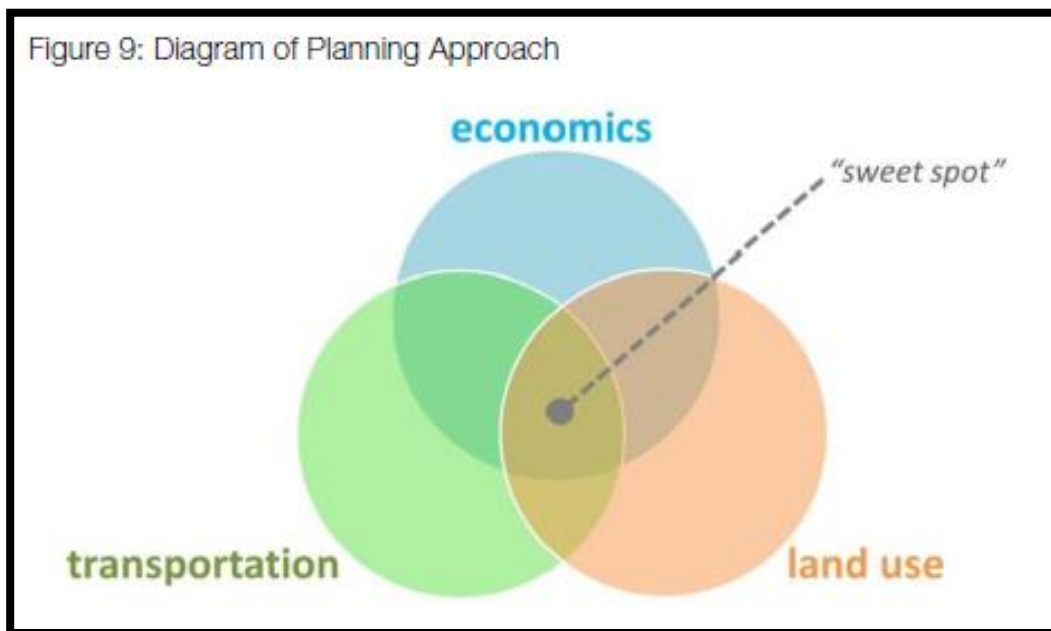 Figure 9: Diagram of Planning Approach
economics
“sweet spot”
transportation
land use